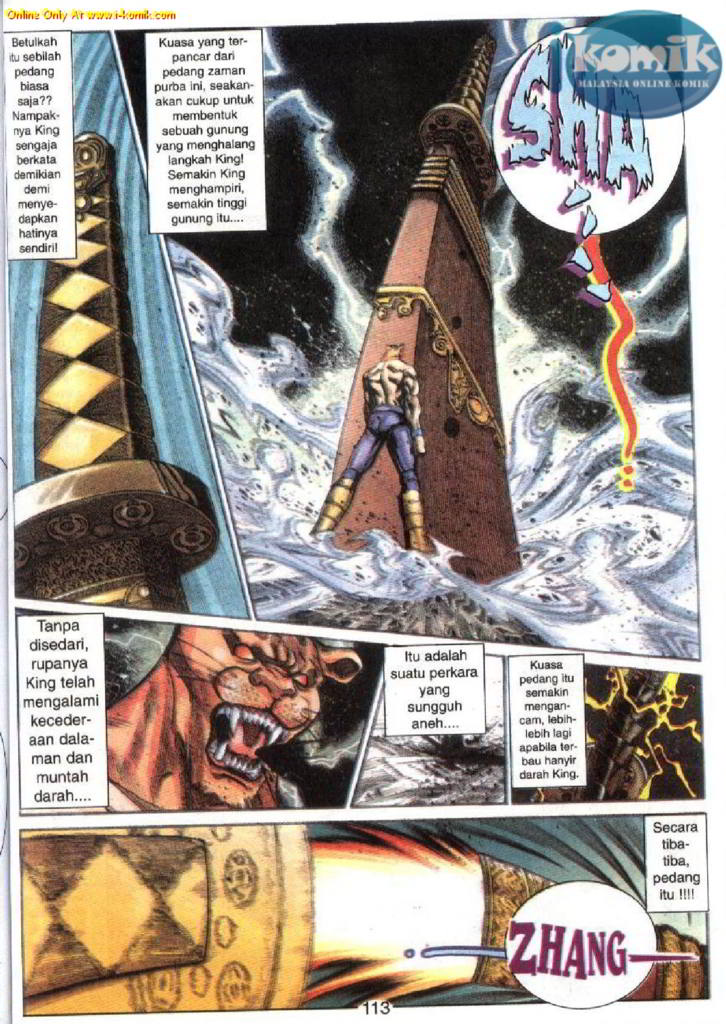 Online Only At www.i-komik.com
Betulkah
itu sebilah
pedang
biasa
saja??
Nampak-
nya King
sengaja
berkata
demikian
demi
menye-
dapkan
hatinya
sendiri!
Kuasa yang ter-
pancar dari
pedang zaman
purba ini, seakan-
akan cukup untuk
membentuk
sebuah gunung
yang menghalang
langkah King!
Semakin King
menghampiri,
semakin tinggi
gunung itu....
komik
MALAYSIA ONLINE KOMIK
Tanpa
disedari,
rupanya
King telah
mengalami
keceder-
aan dala-
man dan
muntah
darah....
Itu adalah
suatu perkara
yang
sungguh
aneh....
Kuasa
pedang itu
semakin
mengan-
cam, lebih-
lebih lagi
apabila ter-
bau hanyir
darah King.
Secara
tiba-
tiba,
pedang
itu !!!!
ZHANG
113